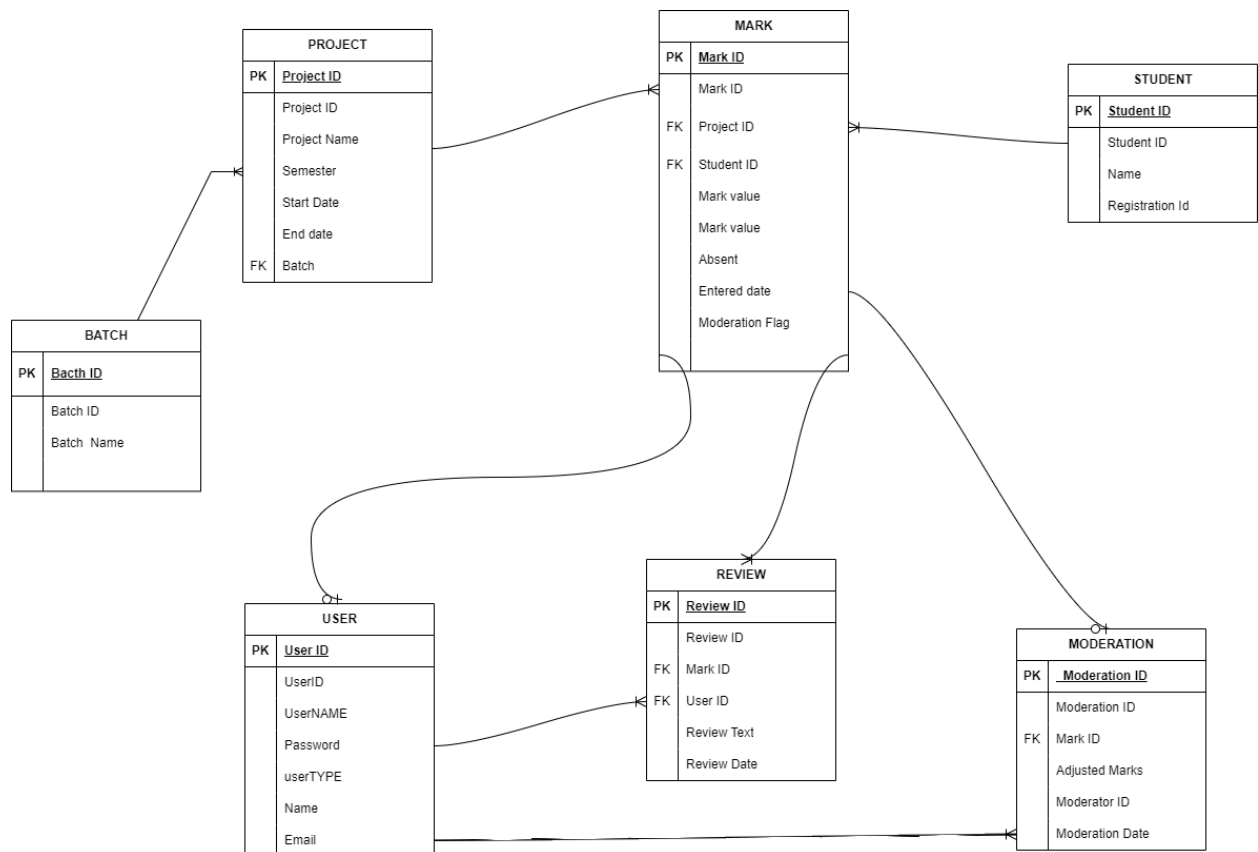 PROJECT
PK Project ID
Project ID
Project Name
Semester
Start Date
End date
FK Batch
MARK
PK Mark ID
Mark ID
FK Project ID
FK Student ID
Mark value
Mark value
Absent
Entered date
Moderation Flag
STUDENT
PK Student ID
Student ID
Name
Registration Id
BATCH
PK Bacth ID
Batch ID
Batch Name
USER
PK User ID
UserID
UserNAME
Password
userTYPE
Name
Email
REVIEW
PK Review ID
Review ID
FK Mark ID
FK User ID
Review Text
Review Date
MODERATION
PK _Moderation ID
Moderation ID
FK Mark ID
Adjusted Marks
Moderator ID
Moderation Date